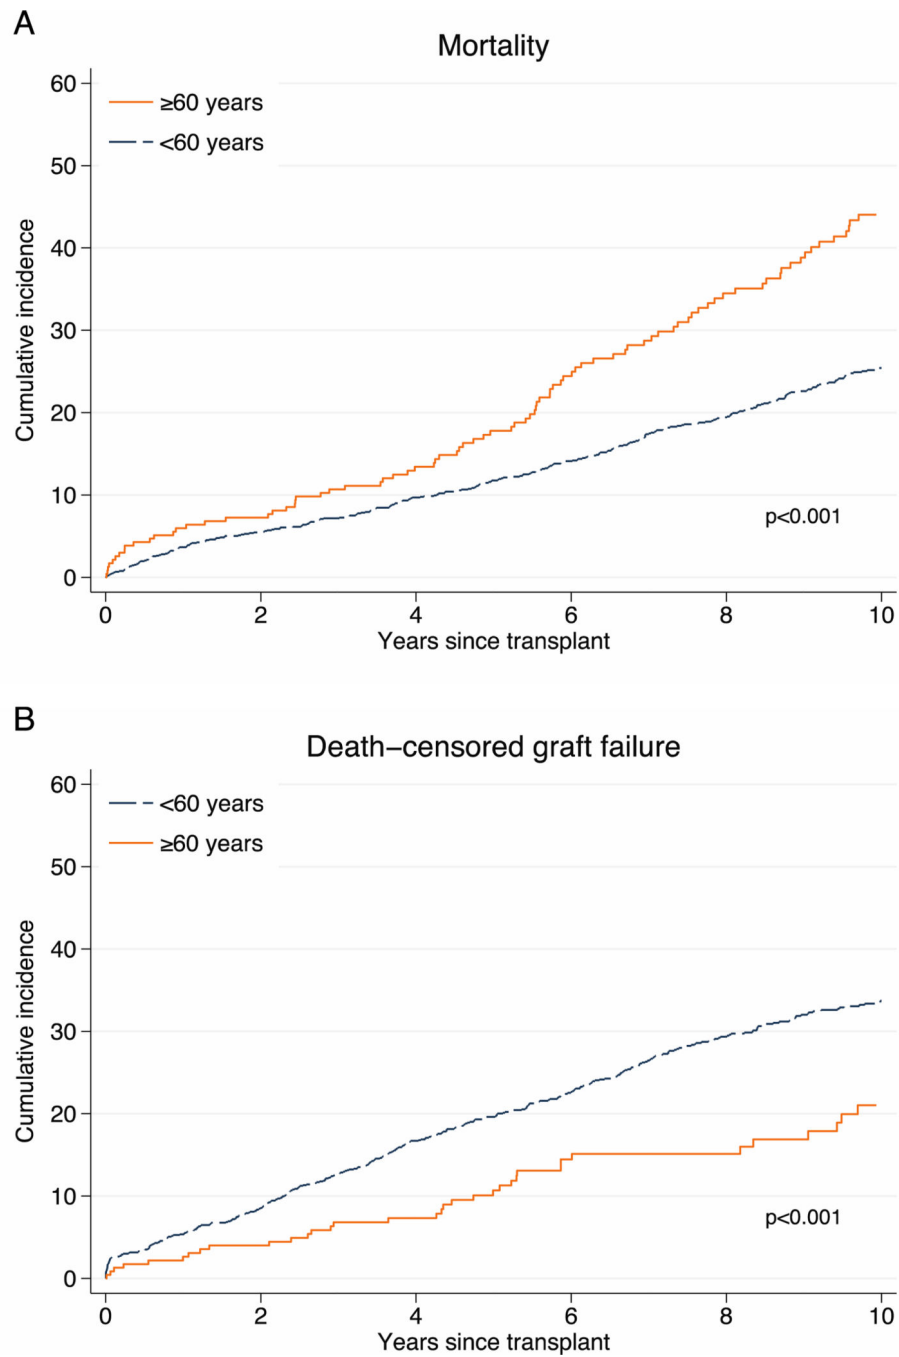 A
Mortality
60
50
40
30
20
10
0
Cumulative incidence
≥60 years
<60 years
p<0.001
0 2 4 6 8 10
Years since transplant
B
Death−censored graft failure
60
50
40
30
20
10
0
Cumulative incidence
<60 years
≥60 years
p<0.001
0 2 4 6 8 10
Years since transplant